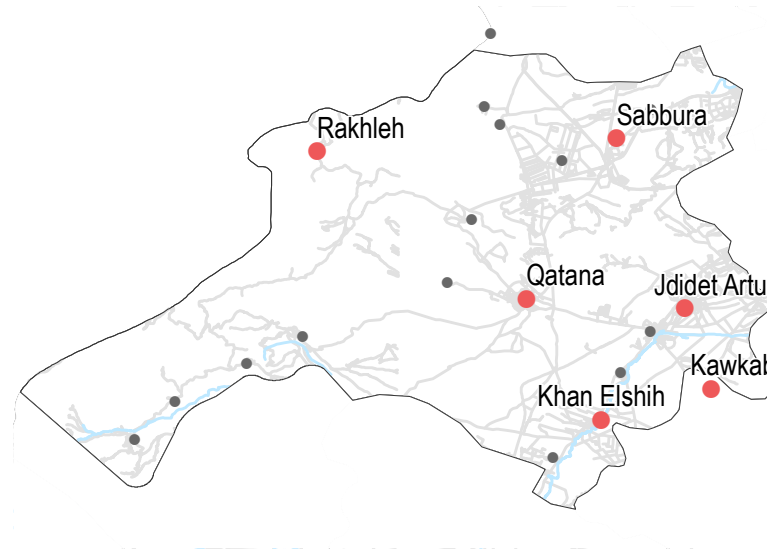 Sabbura
Rakhleh
Qatana
Jdidet Artu
Kawkab
Khan Elshih